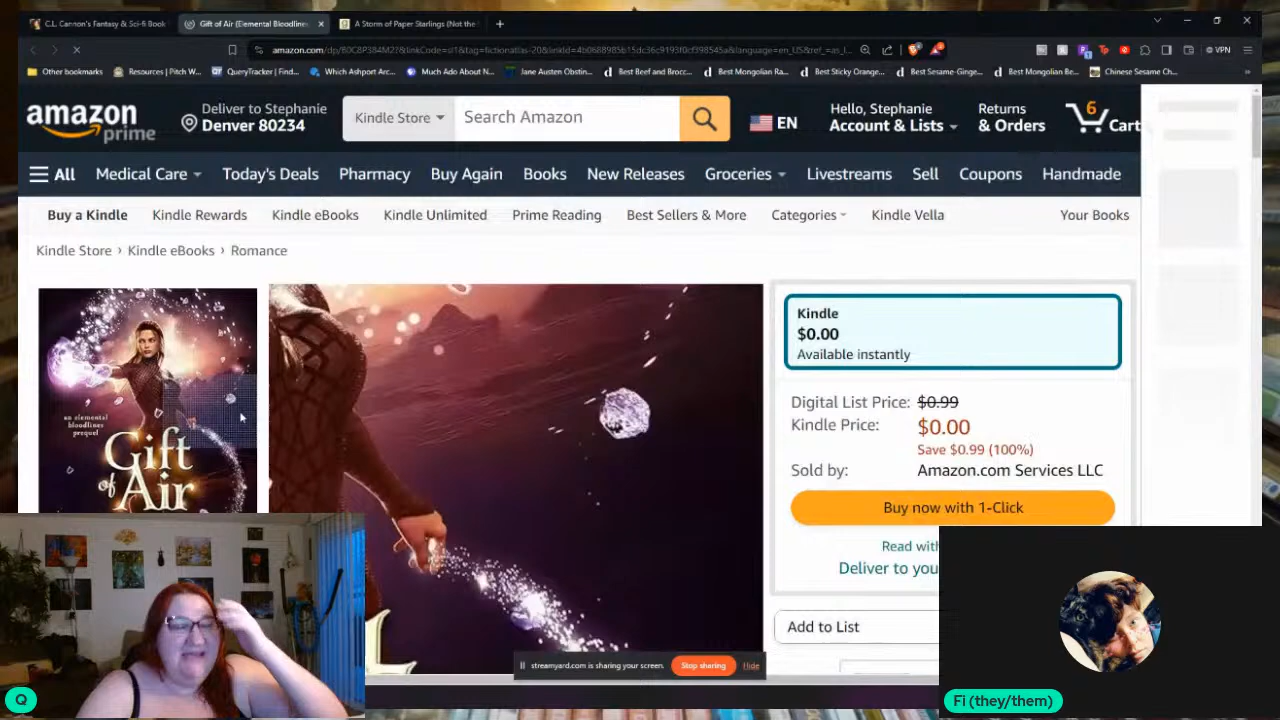 C.L. Cannon's Fantasy & Sci-fi Book
Gift of Air (Elemental Bloodline
A Storm of Paper Starlings (Not the
Other bookmarks
Resources | Pitch W...
QueryTracker | Find...
Which Ashport Arc...
Much Ado About N...
Jane Austen Obstin...
Best Beef and Brocc...
Best Mongolian Ra...
Best Sticky Orange...
Best Sesame-Ginge...
Best Mongolian Be...
Chinese Sesame Ch...
VPN
amazon prime
Deliver to Stephanie
Denver 80234
Kindle Store
Search Amazon
EN
Hello, Stephanie
Account & Lists
Returns
& Orders
6
Cart
All
Medical Care
Today's Deals
Pharmacy
Buy Again
Books
New Releases
Groceries
Livestreams
Sell
Coupons
Handmade
Buy a Kindle
Kindle Rewards
Kindle eBooks
Kindle Unlimited
Prime Reading
Best Sellers & More
Categories
Kindle Vella
Your Books
Kindle Store › Kindle eBooks › Romance
an elemental
bloodlines
prequel
Gift
of Air
Kindle
$0.00
Available instantly
Digital List Price: $0.99
Kindle Price: $0.00
Save $0.99 (100%)
Sold by: Amazon.com Services LLC
Buy now with 1-Click
Read with
Deliver to you
Add to List
streamyard.com is sharing your screen.
Stop sharing
Hide
Q
Fi (they/them)